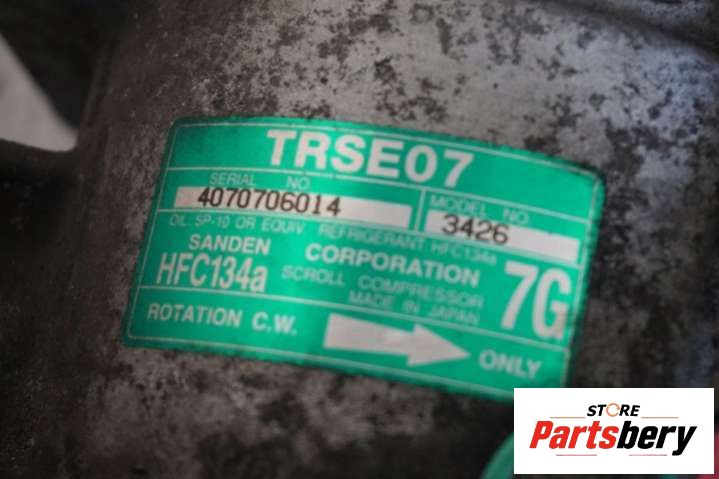 TRSE07
SERIAL NO
4070706014
MODEL NO
3426
OIL: SP-10 OR EQUIV REFRIGERANT: HFC134a
SANDEN CORPORATION
HFC134a
SCROLL COMPRESSOR
MADE IN JAPAN
7G
ROTATION C.W. ONLY
STORE
Partsbery